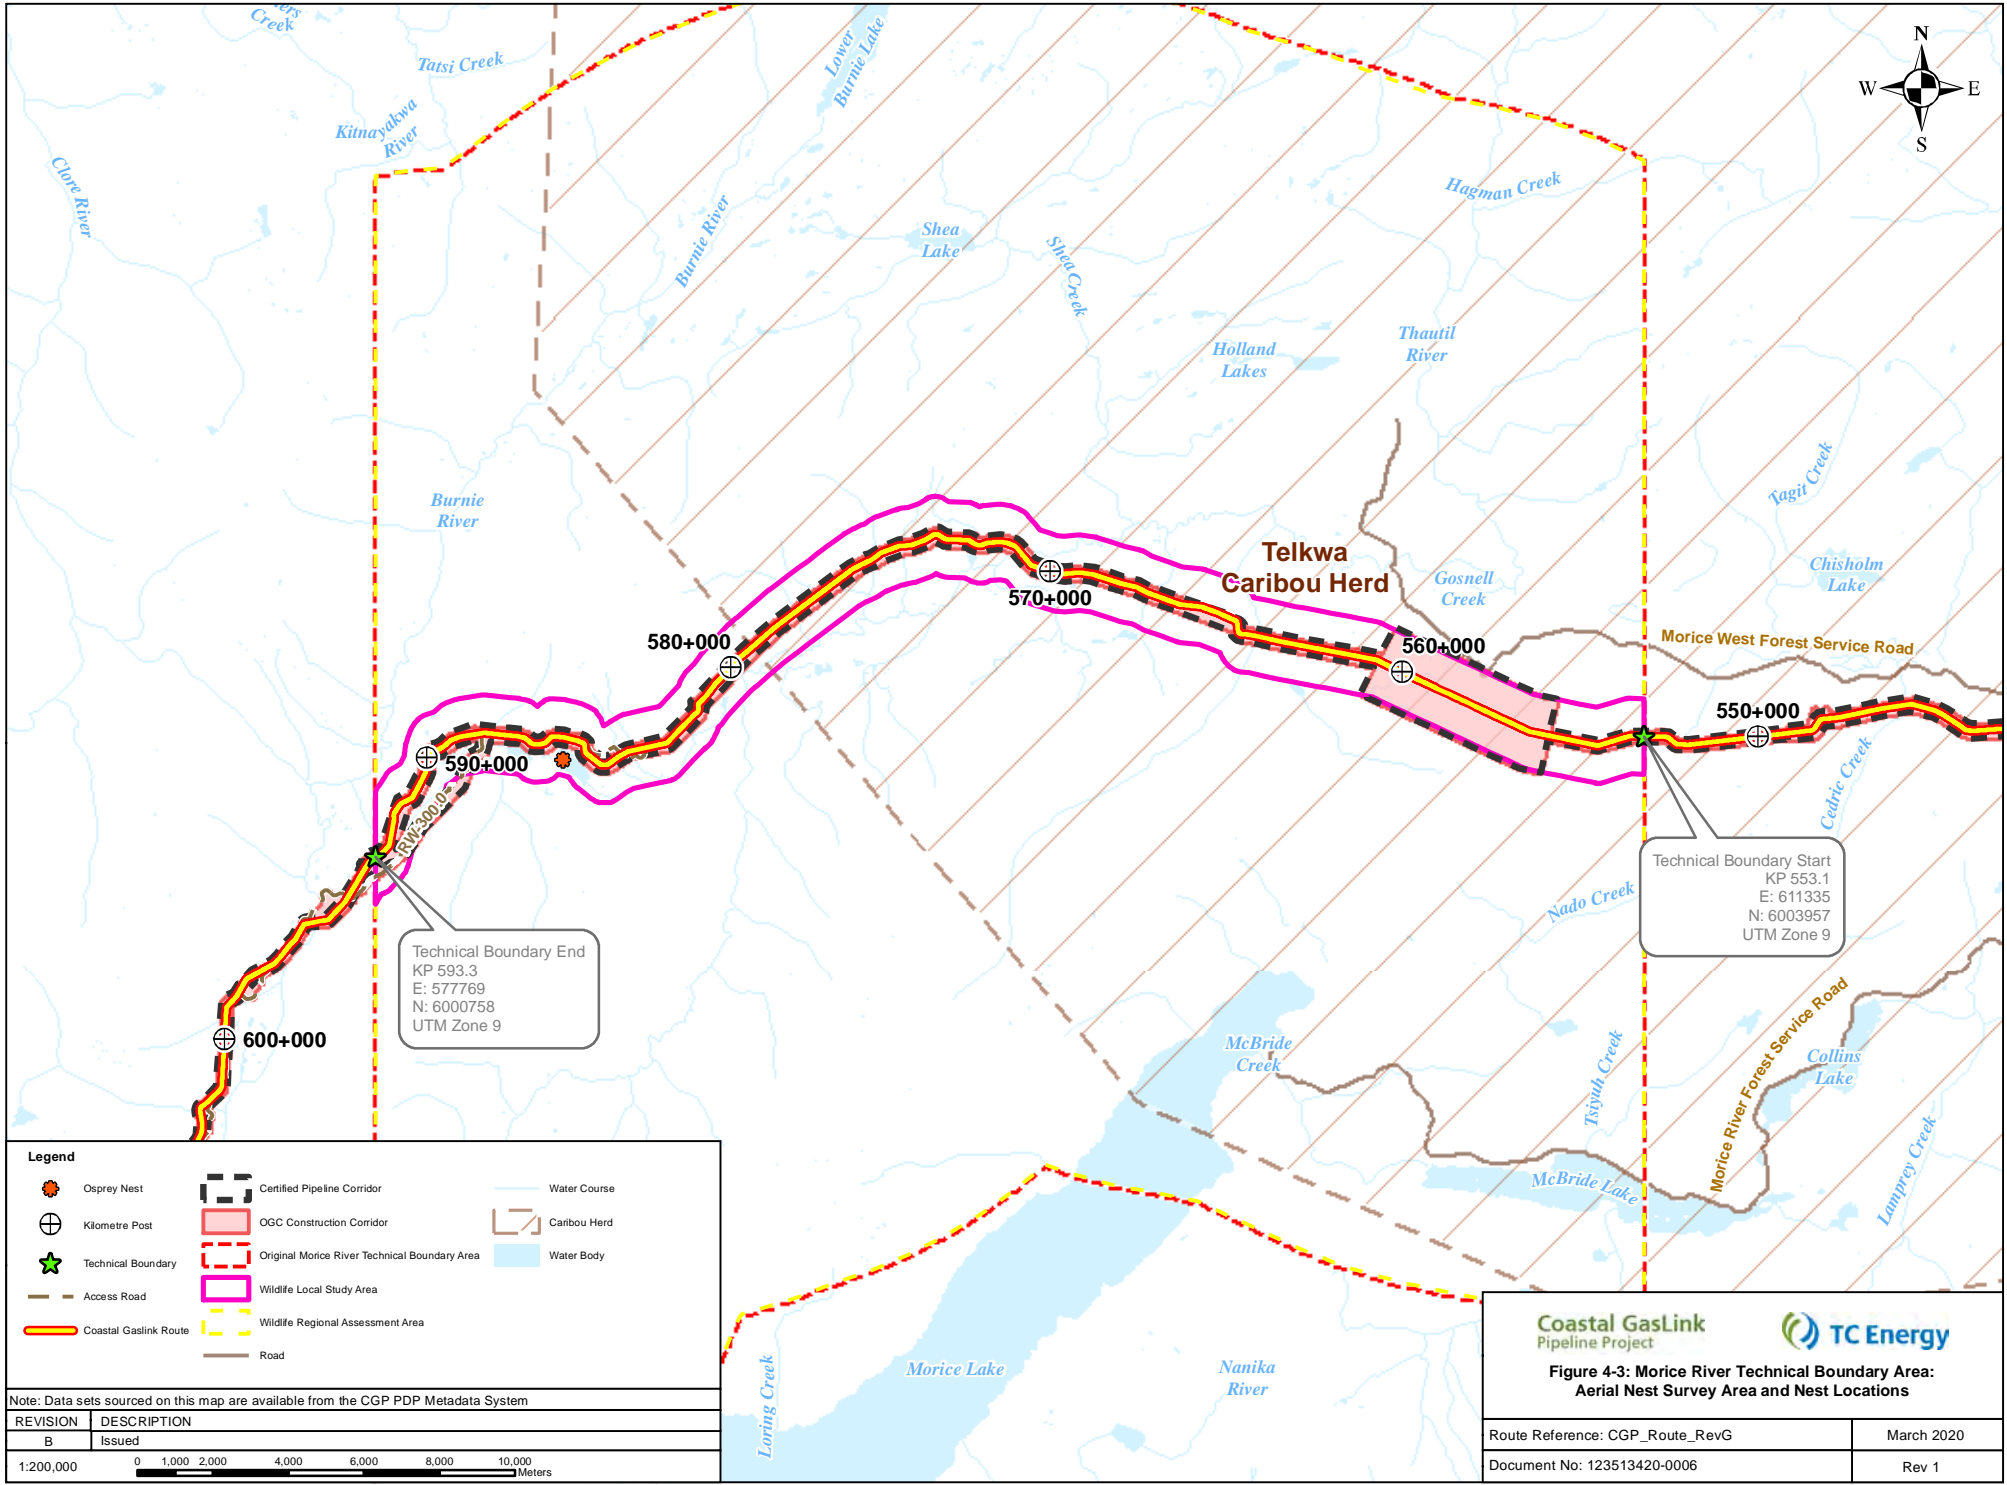 Creek
Tatsi Creek
Kitnayakwa
River
Clore River
Lower
Burnie Lake
Burnie River
Shea
Lake
Shea Creek
Hagman Creek
N
W
E
S
Holland
Lakes
Thautil
River
Burnie
River
Tagit Creek
Chisholm
Lake
Telkwa
Caribou Herd
Gosnell
Creek
570+000
580+000
560+000
Morice West Forest Service Road
550+000
590+000
RW-300.0
Cedric Creek
Technical Boundary Start
KP 553.1
E: 611335
N: 6003957
UTM Zone 9
Nado Creek
Technical Boundary End
KP 593.3
E: 577769
N: 6000758
UTM Zone 9
600+000
McBride
Creek
Tsiyuh Creek
Morice River Forest Service Road
Collins
Lake
McBride Lake
Lamprey Creek
Loring Creek
Morice Lake
Nanika
River
Legend
Osprey Nest
Kilometre Post
Technical Boundary
Access Road
Coastal Gaslink Route
Certified Pipeline Corridor
OGC Construction Corridor
Original Morice River Technical Boundary Area
Wildlife Local Study Area
Wildlife Regional Assessment Area
Road
Water Course
Caribou Herd
Water Body
Note: Data sets sourced on this map are available from the CGP PDP Metadata System
REVISION DESCRIPTION
B Issued
1:200,000
0 1,000 2,000 4,000 6,000 8,000 10,000
Meters
Coastal GasLink
Pipeline Project
TC Energy
Figure 4-3: Morice River Technical Boundary Area:
Aerial Nest Survey Area and Nest Locations
Route Reference: CGP_Route_RevG
March 2020
Document No: 123513420-0006
Rev 1